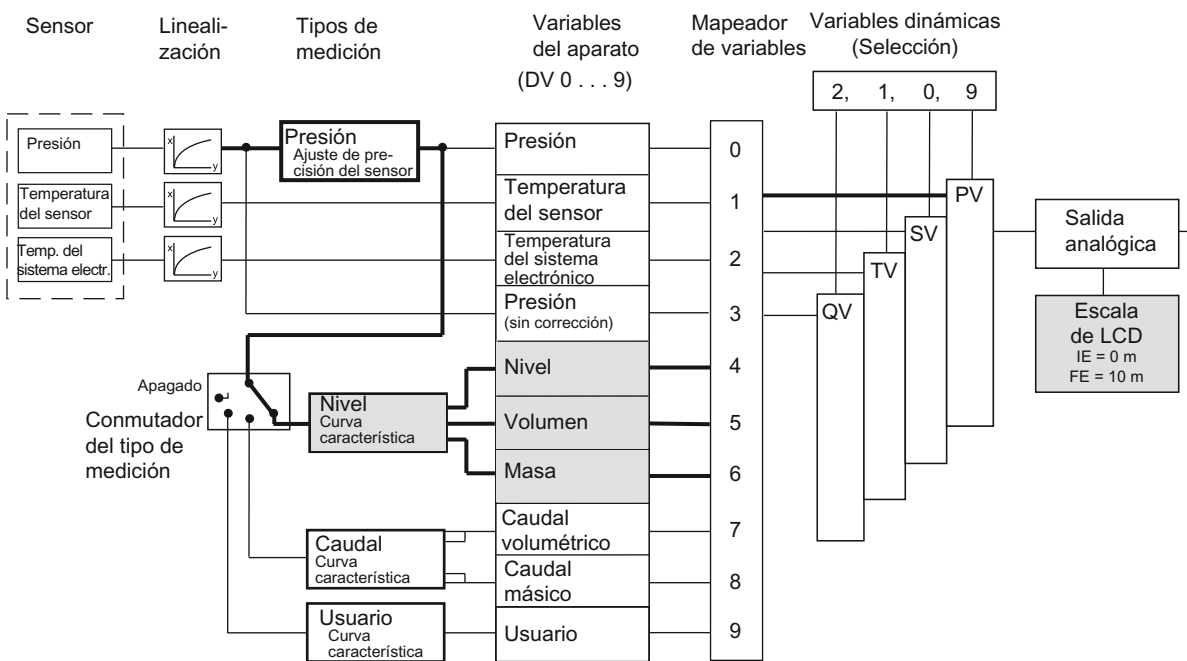 Sensor
Lineali-
zación
Tipos de
medición
Variables
del aparato
(DV 0 . . . 9)
Mapeador
de variables
Variables dinámicas
(Selección)
2, 1, 0, 9
Presión
x
y
Presión
Ajuste de pre-
cisión del sensor
Presión
0
Temperatura
del sensor
x
y
Temperatura
del sensor
1
Temp. del
sistema electr.
x
y
Temperatura
del sistema
electrónico
2
Presión
(sin corrección)
3
PV
SV
TV
QV
Salida
analógica
Escala
de LCD
IE = 0 m
FE = 10 m
Apagado
Conmutador
del tipo de
medición
Nivel
Curva
característica
Nivel
4
Volumen
5
Masa
6
Caudal
Curva
característica
Caudal
volumétrico
7
Caudal
másico
8
Usuario
Curva
característica
Usuario
9